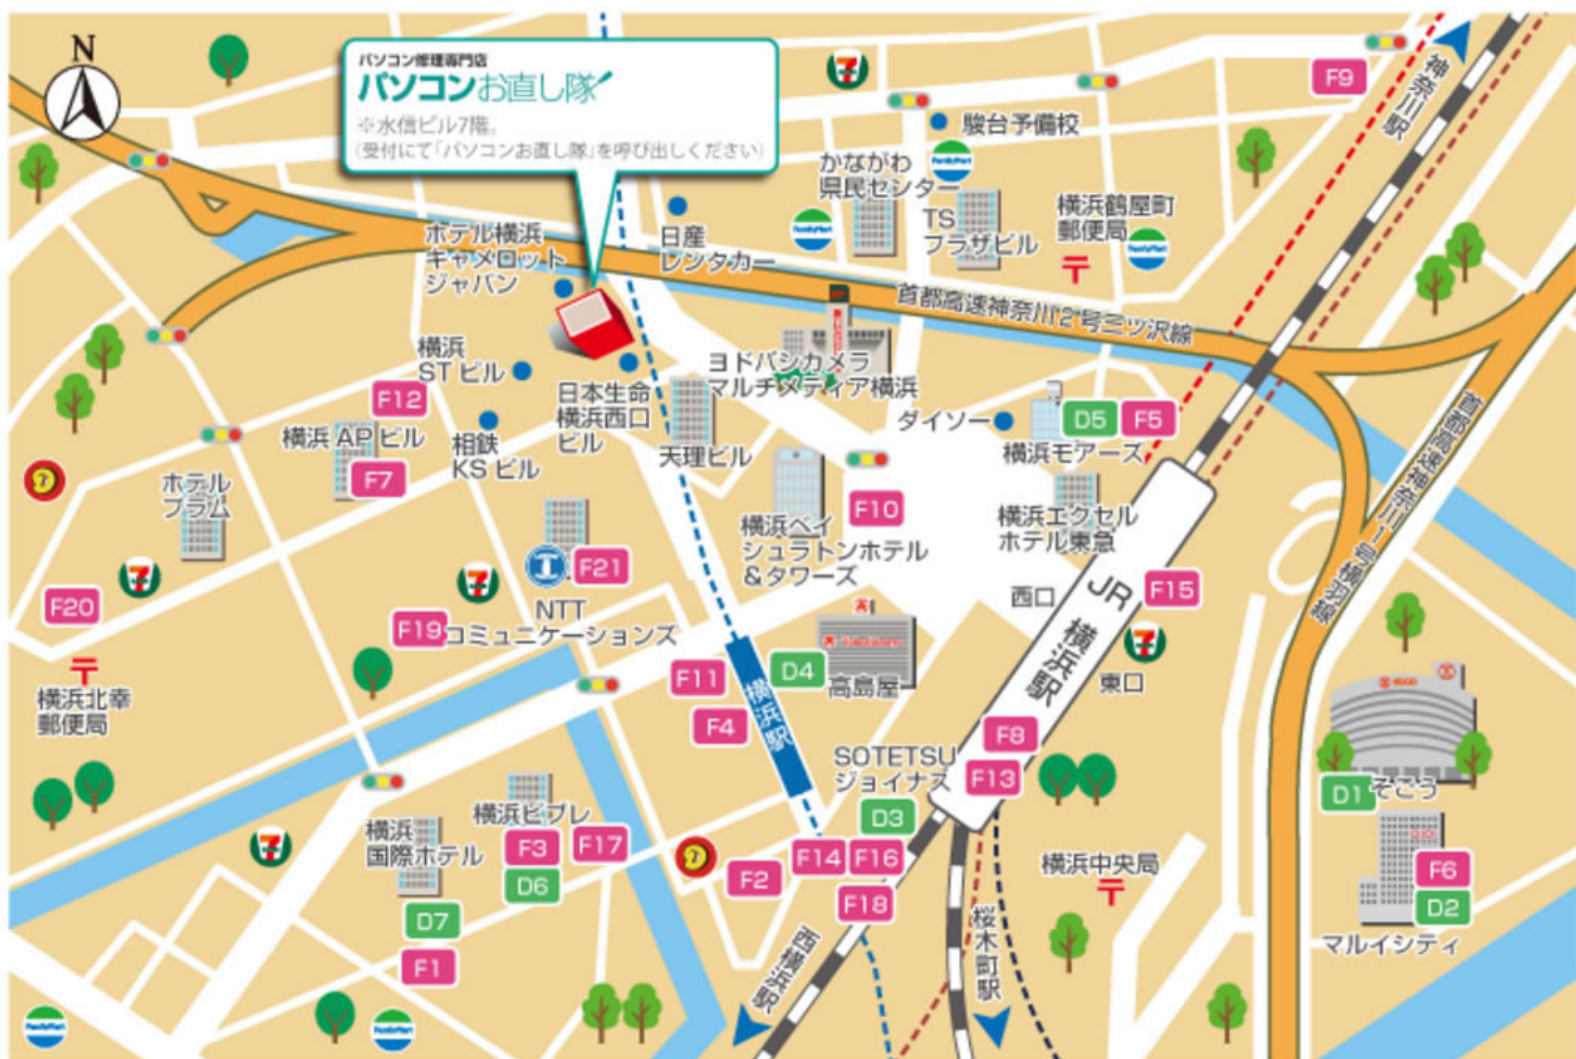 N
パソコン修理専門店
パソコンお直し隊
※水信ビル7階。
(受付にて「パソコンお直し隊」を呼び出しください)
F9
神奈川駅
駿台予備校
FamilyMart
かながわ
県民センター
TS
プラザビル
横浜鶴屋町
郵便局
FamilyMart
FamilyMart
日産
レンタカー
ホテル横浜
キャメロット
ジャパン
首都高速神奈川2号三ツ沢線
横浜
STビル
日本生命
横浜西口
ビル
ヨドバシカメラ
マルチメディア横浜
天理ビル
ダイソー
D5
F5
横浜モアーズ
首都高速神奈川1号横羽線
F12
横浜APビル
F7
相鉄
KSビル
ホテル
プラム
横浜ベイ
シュラトンホテル
&タワーズ
F10
横浜エクセル
ホテル東急
F21
NTT
コミュニケーションズ
F19
F20
横浜北幸
郵便局
西口
JR 横浜駅
F15
東口
F11
D4
高島屋
F4
横浜駅
F8
F13
SOTETSU
ジョイナス
D3
D1
そごう
横浜ビブレ
F3
F17
D6
横浜
国際ホテル
D7
F1
F2
F14
F16
F18
横浜中央局
F6
D2
マルイシティ
西横浜駅
桜木町駅
FamilyMart
FamilyMart